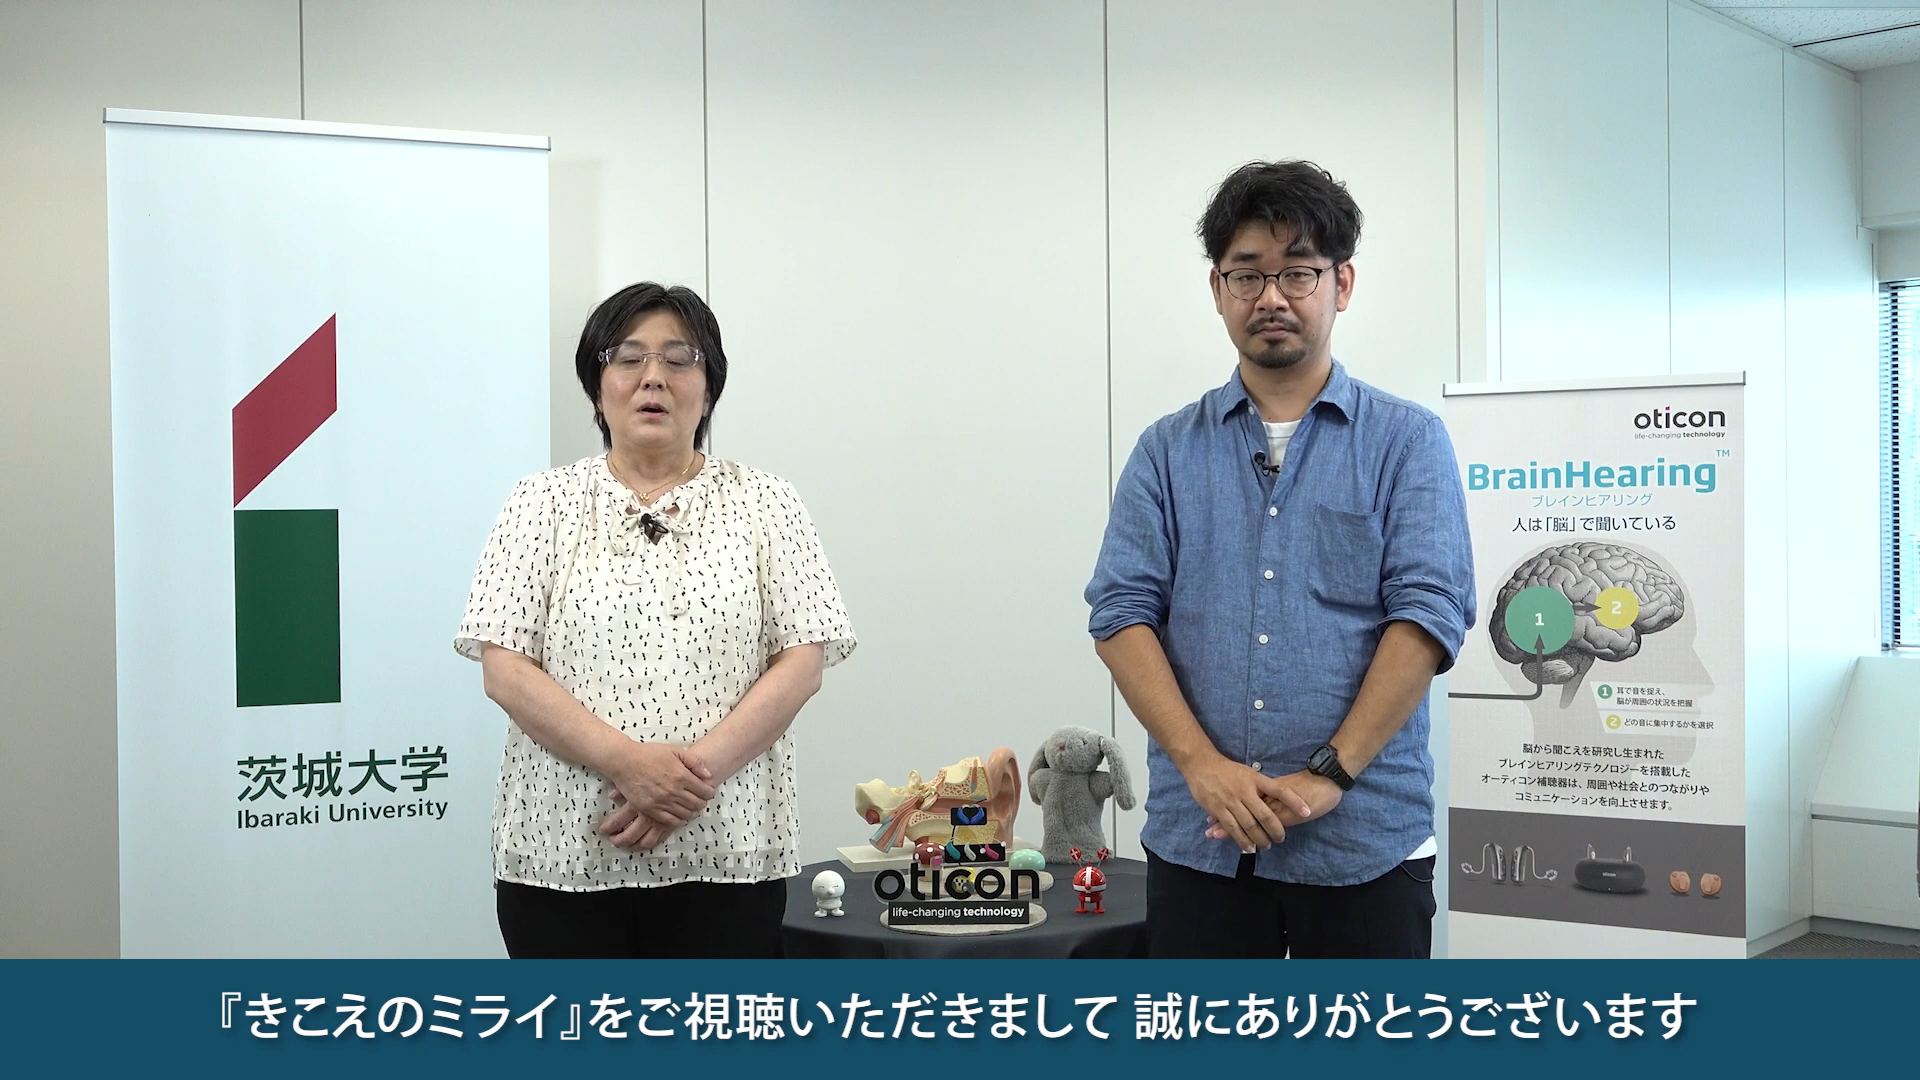 茨城大学
Ibaraki University
oticon
life-changing technology
oticon
life-changing technology
BrainHearing™
ブレインヒアリング
人は「脳」で聞いている
1
2
1 耳で音を捉え、
脳が周囲の状況を把握
2 どの音に集中するかを選択
脳から聞こえを研究し生まれた
ブレインヒアリングテクノロジーを搭載した
オーティコン補聴器は、周囲や社会とのつながりや
コミュニケーションを向上させます。
『きこえのミライ』をご視聴いただきまして 誠にありがとうございます